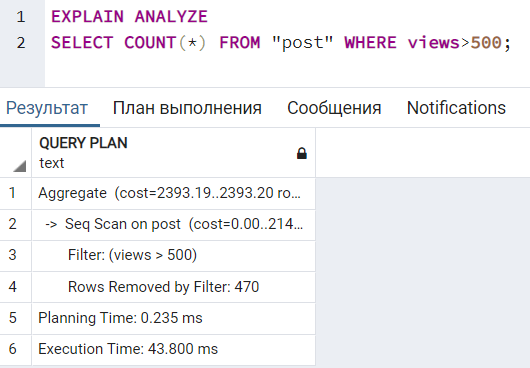 1 EXPLAIN ANALYZE
2 SELECT COUNT(*) FROM "post" WHERE views>500;
Результат План выполнения Сообщения Notifications
QUERY PLAN
text
1 Aggregate (cost=2393.19..2393.20 ro...
2 -> Seq Scan on post (cost=0.00..214...
3 Filter: (views > 500)
4 Rows Removed by Filter: 470
5 Planning Time: 0.235 ms
6 Execution Time: 43.800 ms